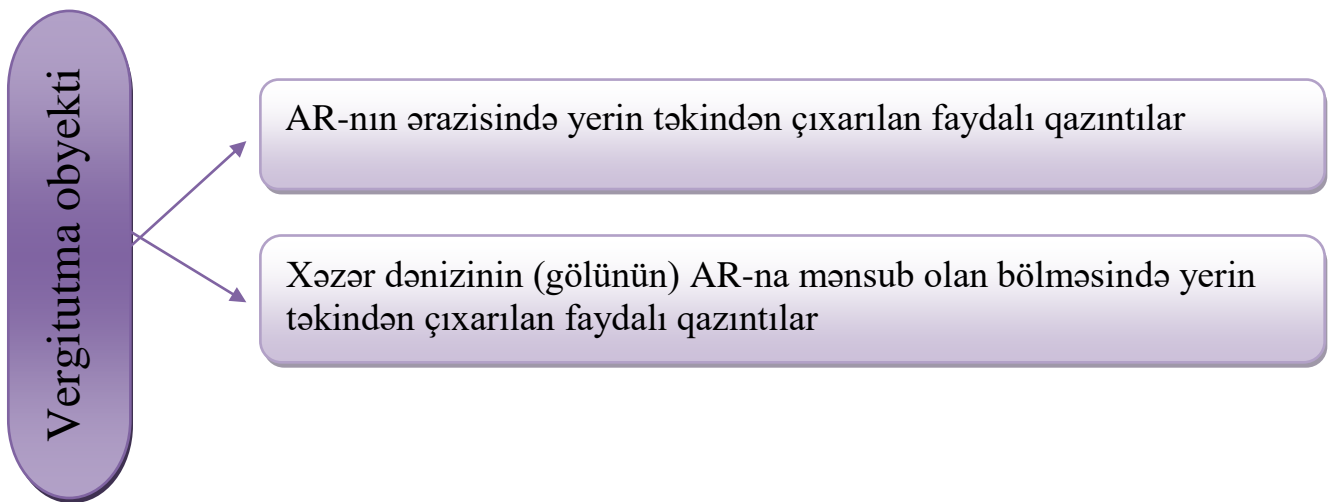 Vergitutma obyekti
AR-nın ərazisində yerin təkindən çıxarılan faydalı qazıntılar
Xəzər dənizinin (gölünün) AR-na mənsub olan bölməsində yerin
təkindən çıxarılan faydalı qazıntılar